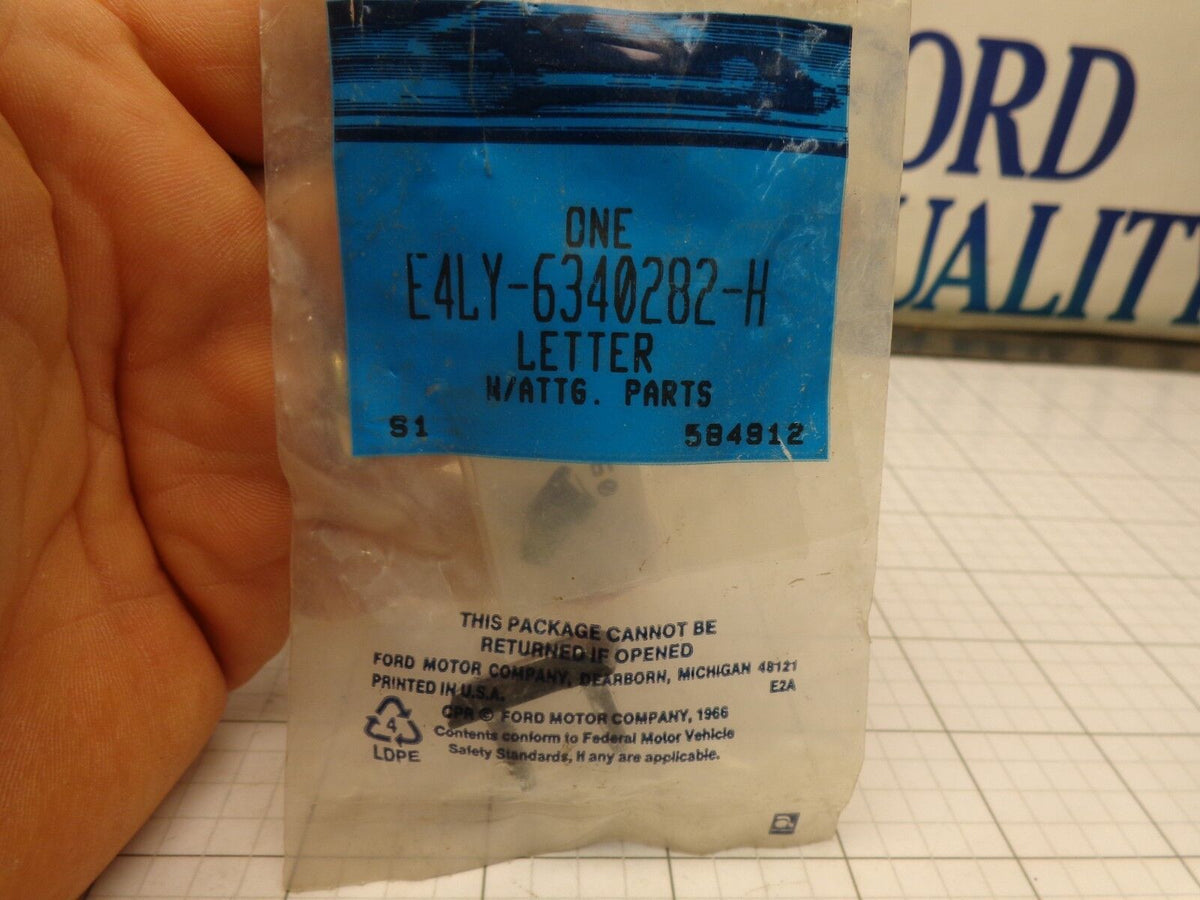 ONE
E4LY-6340282-H
LETTER
W/ATTG. PARTS
S1 584912
THIS PACKAGE CANNOT BE
RETURNED IF OPENED
FORD MOTOR COMPANY, DEARBORN, MICHIGAN 48121
PRINTED IN U.S.A. E2A
CPR © FORD MOTOR COMPANY, 1966
Contents conform to Federal Motor Vehicle
Safety Standards, if any are applicable.
4
LDPE
ORD
UALITY